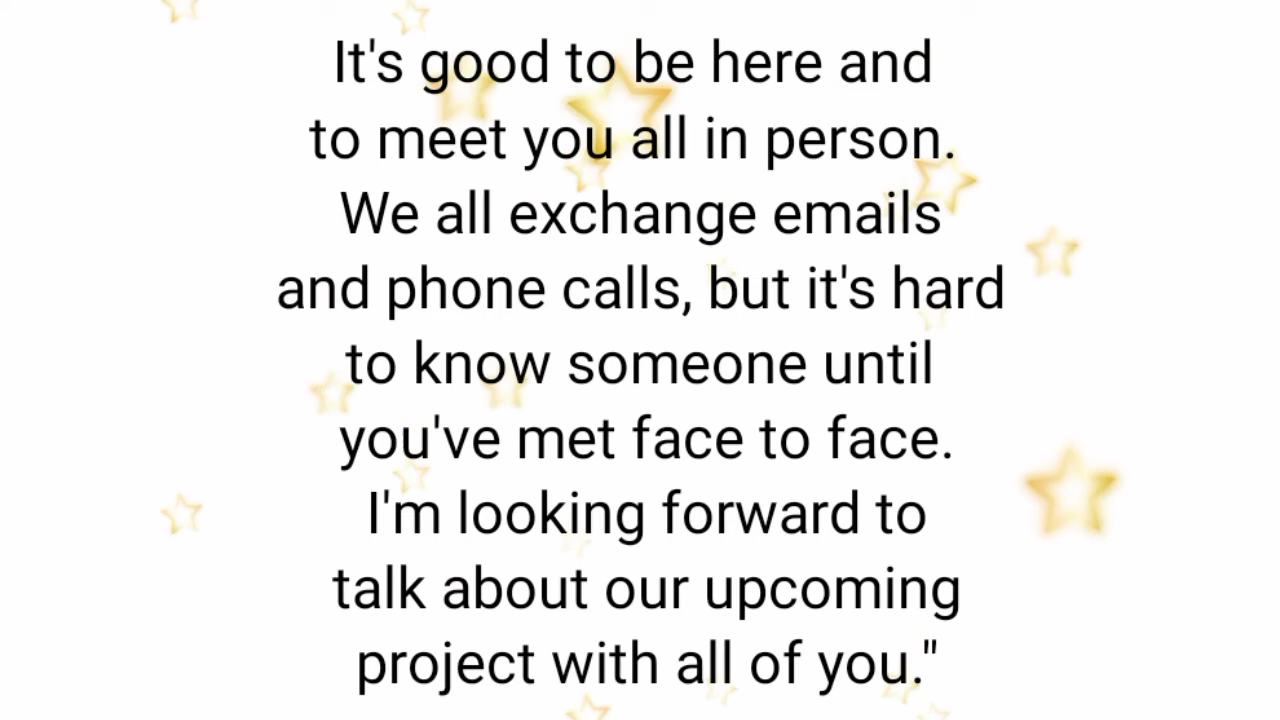 It's good to be here and
to meet you all in person.
We all exchange emails
and phone calls, but it's hard
to know someone until
you've met face to face.
I'm looking forward to
talk about our upcoming
project with all of you."